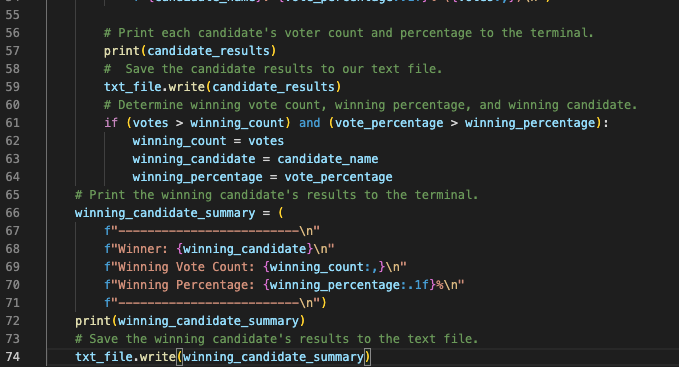 55
56 # Print each candidate's voter count and percentage to the terminal.
57 print(candidate_results)
58 #  Save the candidate results to our text file.
59 txt_file.write(candidate_results)
60 # Determine winning vote count, winning percentage, and winning candidate.
61 if (votes > winning_count) and (vote_percentage > winning_percentage):
62 winning_count = votes
63 winning_candidate = candidate_name
64 winning_percentage = vote_percentage
65 # Print the winning candidate's results to the terminal.
66 winning_candidate_summary = (
67 f"-------------------------\n"
68 f"Winner: {winning_candidate}\n"
69 f"Winning Vote Count: {winning_count:,}\n"
70 f"Winning Percentage: {winning_percentage:.1f}%\n"
71 f"-------------------------\n")
72 print(winning_candidate_summary)
73 # Save the winning candidate's results to the text file.
74 txt_file.write(winning_candidate_summary)